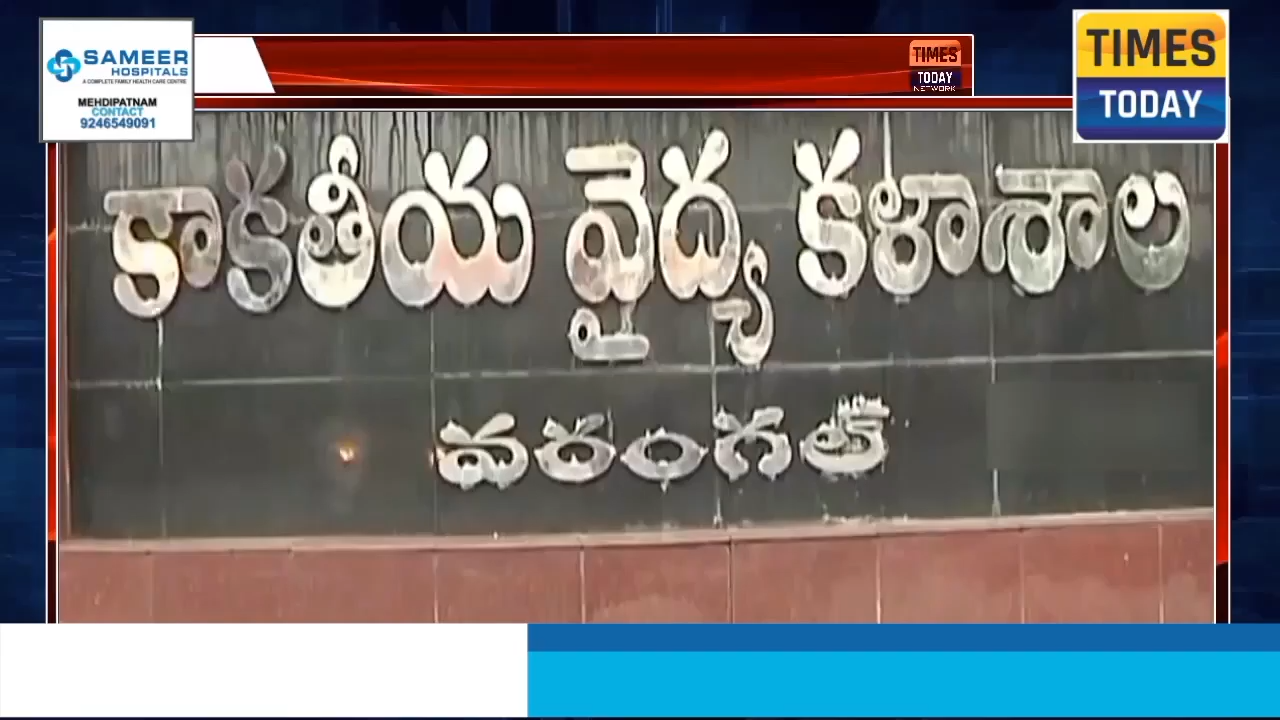 SAMEER
HOSPITALS
A COMPLETE FAMILY HEALTH CARE CENTRE
MEHDIPATNAM
CONTACT
9246549091
TIMES
TODAY
NETWORK
TIMES
TODAY
కాకతీయ వైద్య కళాశాల
వరంగల్